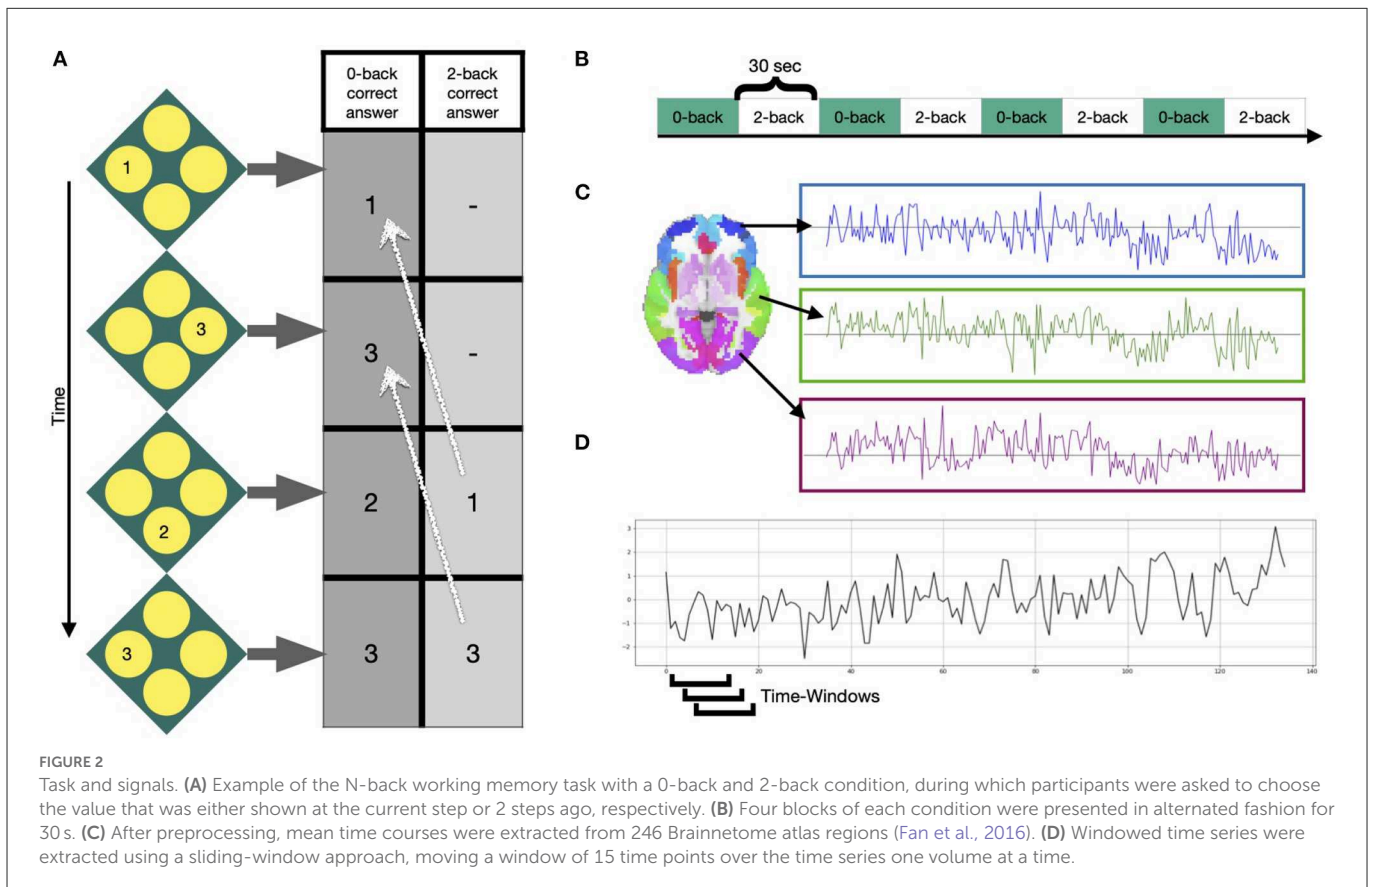 A
0-back
correct
answer
2-back
correct
answer
1
1
-
3
3
-
Time
2
2
1
3
3
3
B
30 sec
0-back 2-back 0-back 2-back 0-back 2-back 0-back 2-back
C
D
3
2
1
0
-1
-2
0 20 40 60 80 100 120 140
Time-Windows
FIGURE 2
Task and signals. (A) Example of the N-back working memory task with a 0-back and 2-back condition, during which participants were asked to choose
the value that was either shown at the current step or 2 steps ago, respectively. (B) Four blocks of each condition were presented in alternated fashion for
30 s. (C) After preprocessing, mean time courses were extracted from 246 Brainnetome atlas regions (Fan et al., 2016). (D) Windowed time series were
extracted using a sliding-window approach, moving a window of 15 time points over the time series one volume at a time.